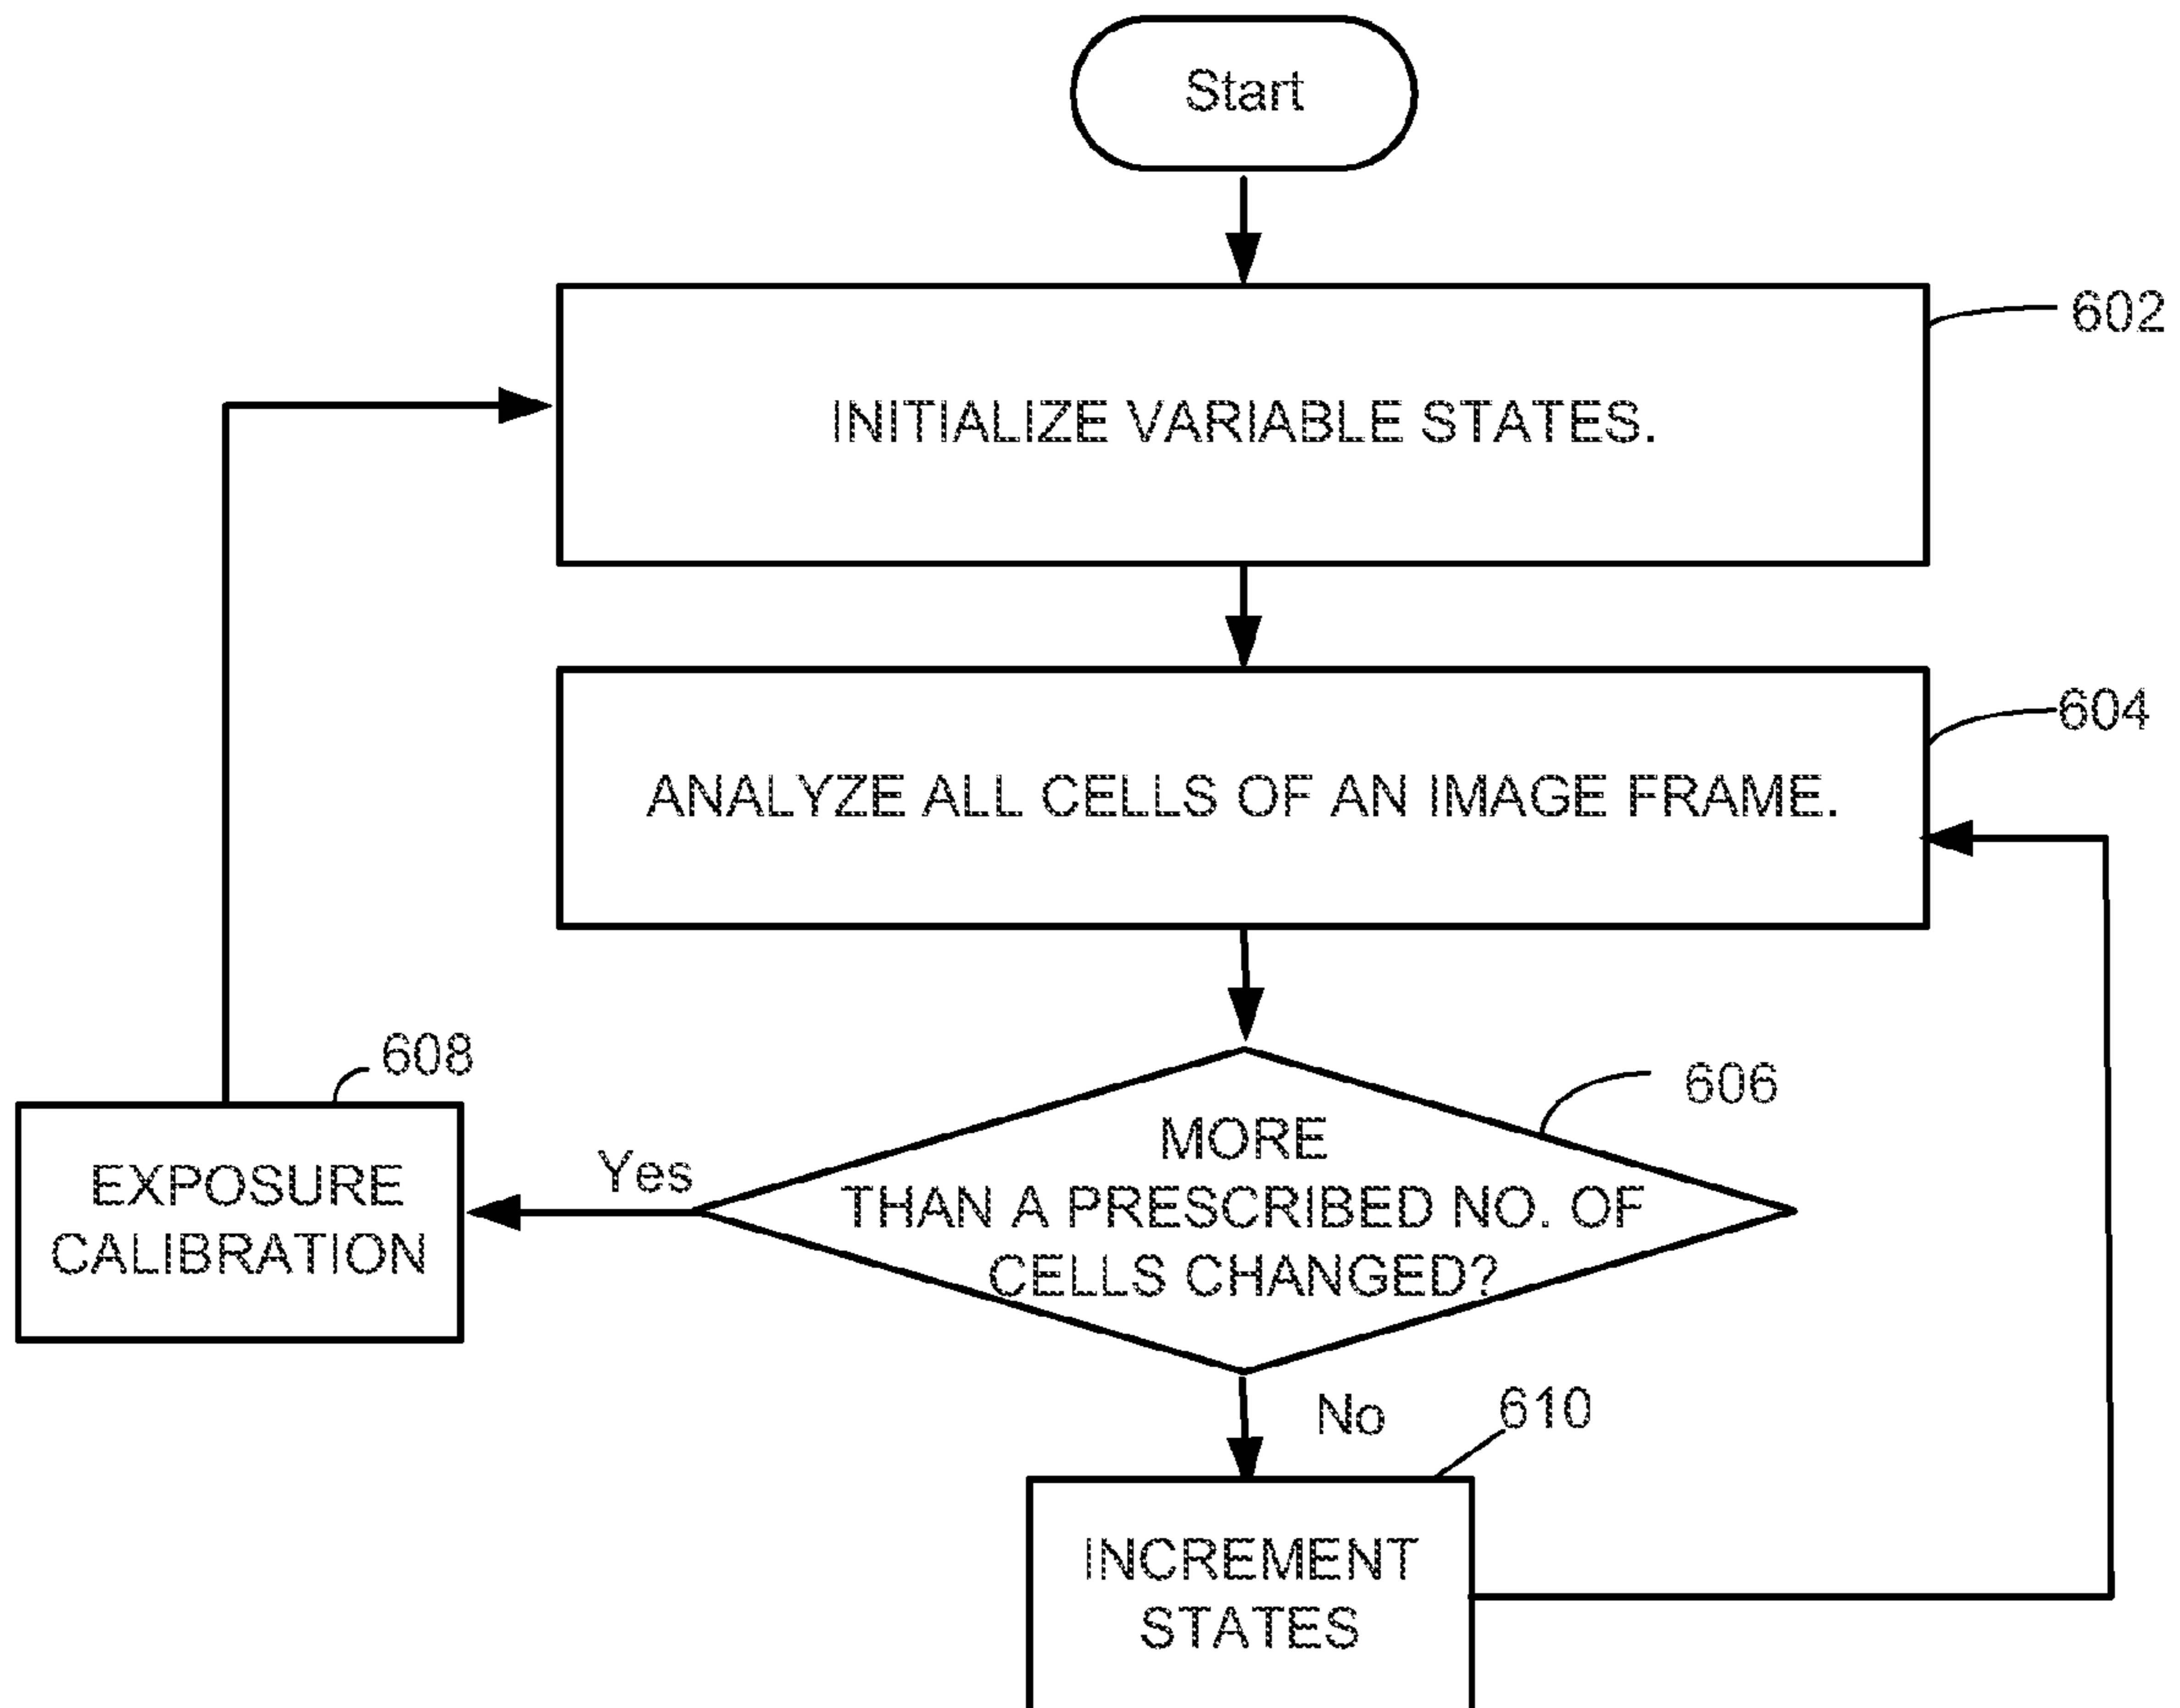 Start
602
INITIALIZE VARIABLE STATES.
604
ANALYZE ALL CELLS OF AN IMAGE FRAME.
608
606
MORE
THAN A PRESCRIBED NO. OF
CELLS CHANGED?
Yes
EXPOSURE
CALIBRATION
No
610
INCREMENT
STATES